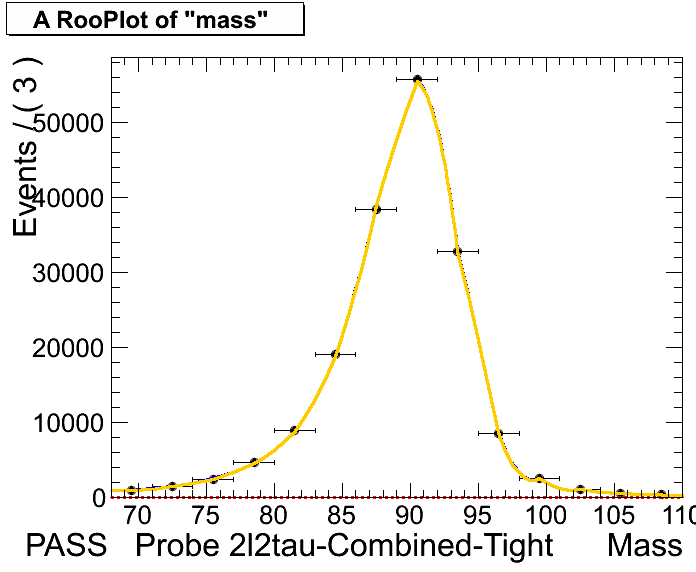 A RooPlot of "mass"
Events / ( 3 )
50000
40000
30000
20000
10000
0
70 75 80 85 90 95 100 105 110
PASS Probe 2l2tau-Combined-Tight Mass